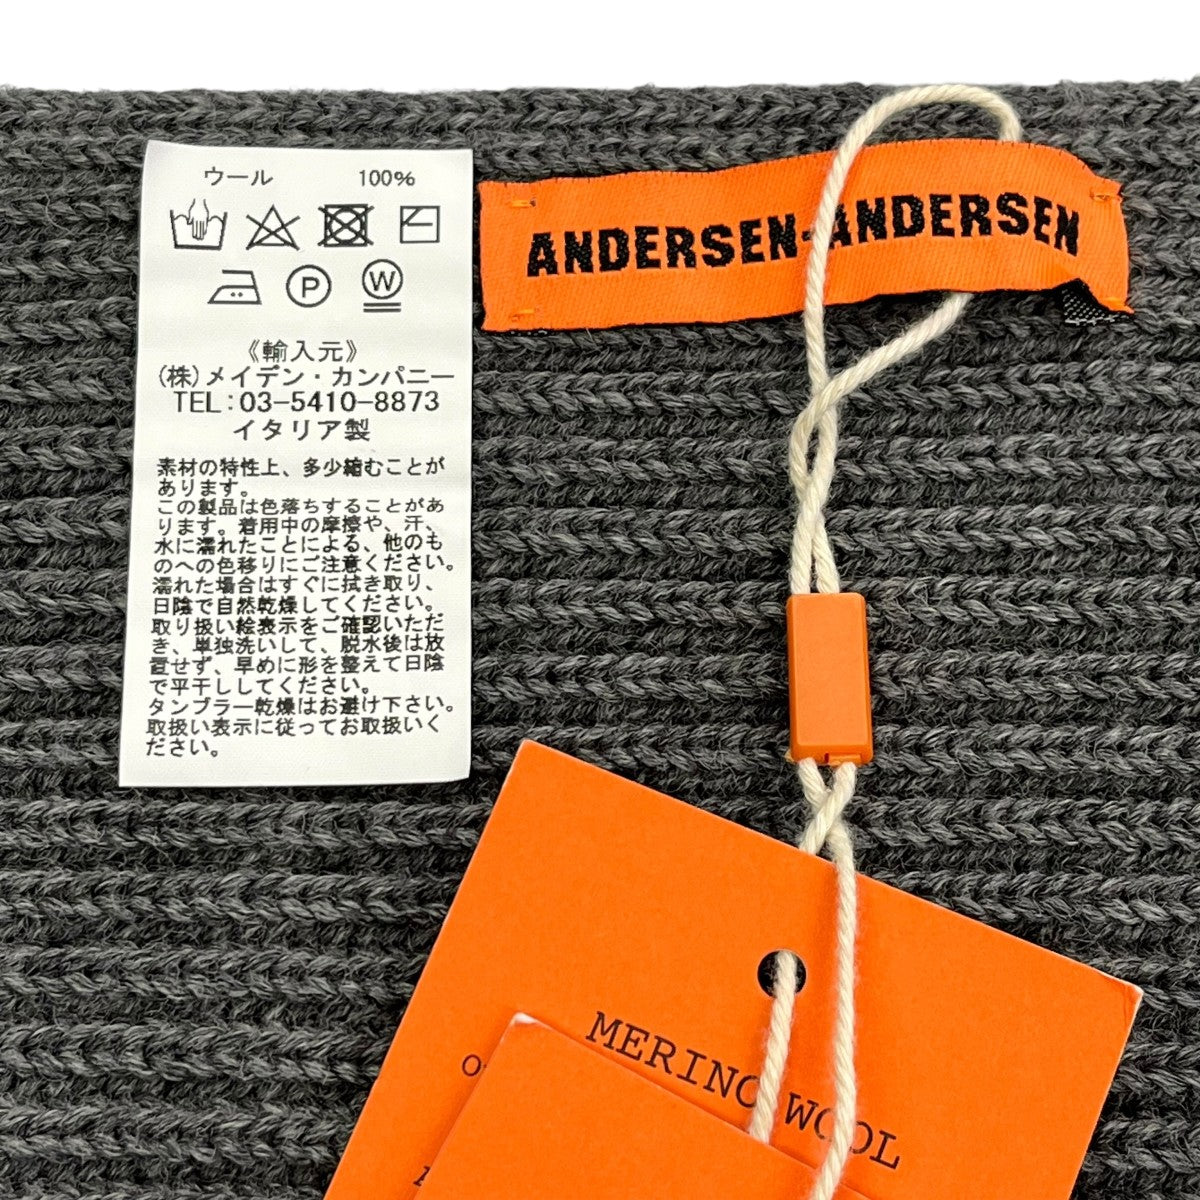 ウール 100%
P W
《輸入元》
(株)メイデン・カンパニー
TEL:03-5410-8873
イタリア製
素材の特性上、多少縮むことが
あります。
この製品は色落ちすることがあ
ります。着用中の摩擦や、汗、
水に濡れたことによる、他のも
のへの色移りにご注意ください。
濡れた場合はすぐに拭き取り、
日陰で自然乾燥してください。
取り扱い絵表示をご確認いただ
き、単独洗いして、脱水後は放
置せず、早めに形を整えて日陰
で平干ししてください。
タンブラー乾燥はお避け下さい。
取扱い表示に従ってお取扱いく
ださい。
ANDERSEN-ANDERSEN
MERINO WOOL